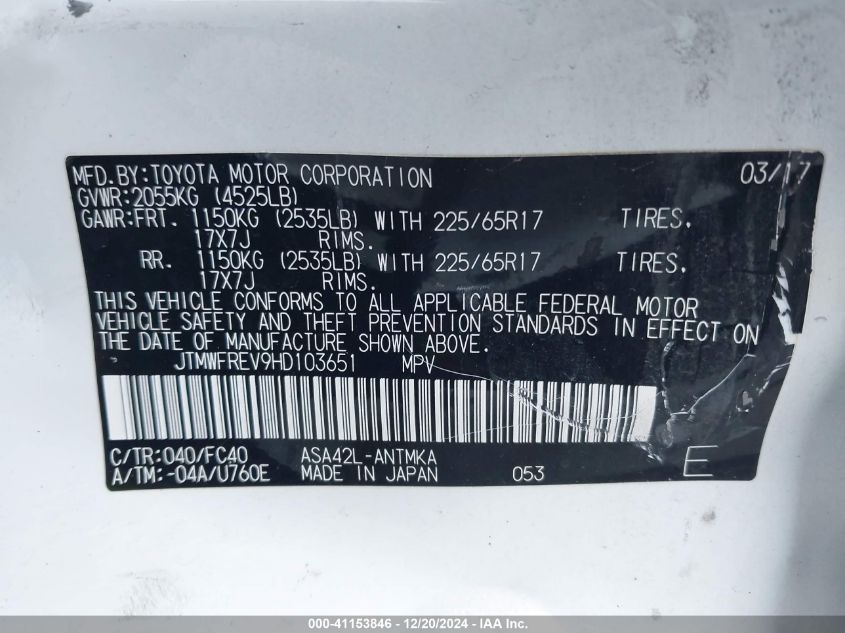 MFD.BY:TOYOTA MOTOR CORPORATION 03/17
GVWR:2055KG (4525LB)
GAWR:FRT. 1150KG (2535LB) WITH 225/65R17 TIRES.
17X7J RIMS.
RR. 1150KG (2535LB) WITH 225/65R17 TIRES.
17X7J RIMS.
THIS VEHICLE CONFORMS TO ALL APPLICABLE FEDERAL MOTOR
VEHICLE SAFETY AND THEFT PREVENTION STANDARDS IN EFFECT ON
THE DATE OF MANUFACTURE SHOWN ABOVE.
JTMWFREV9HD103651 MPV
C/TR:040/FC40 ASA42L-ANTMKA
A/TM:-04A/U760E MADE IN JAPAN 053 E
000-41153846 - 12/20/2024 - IAA Inc.